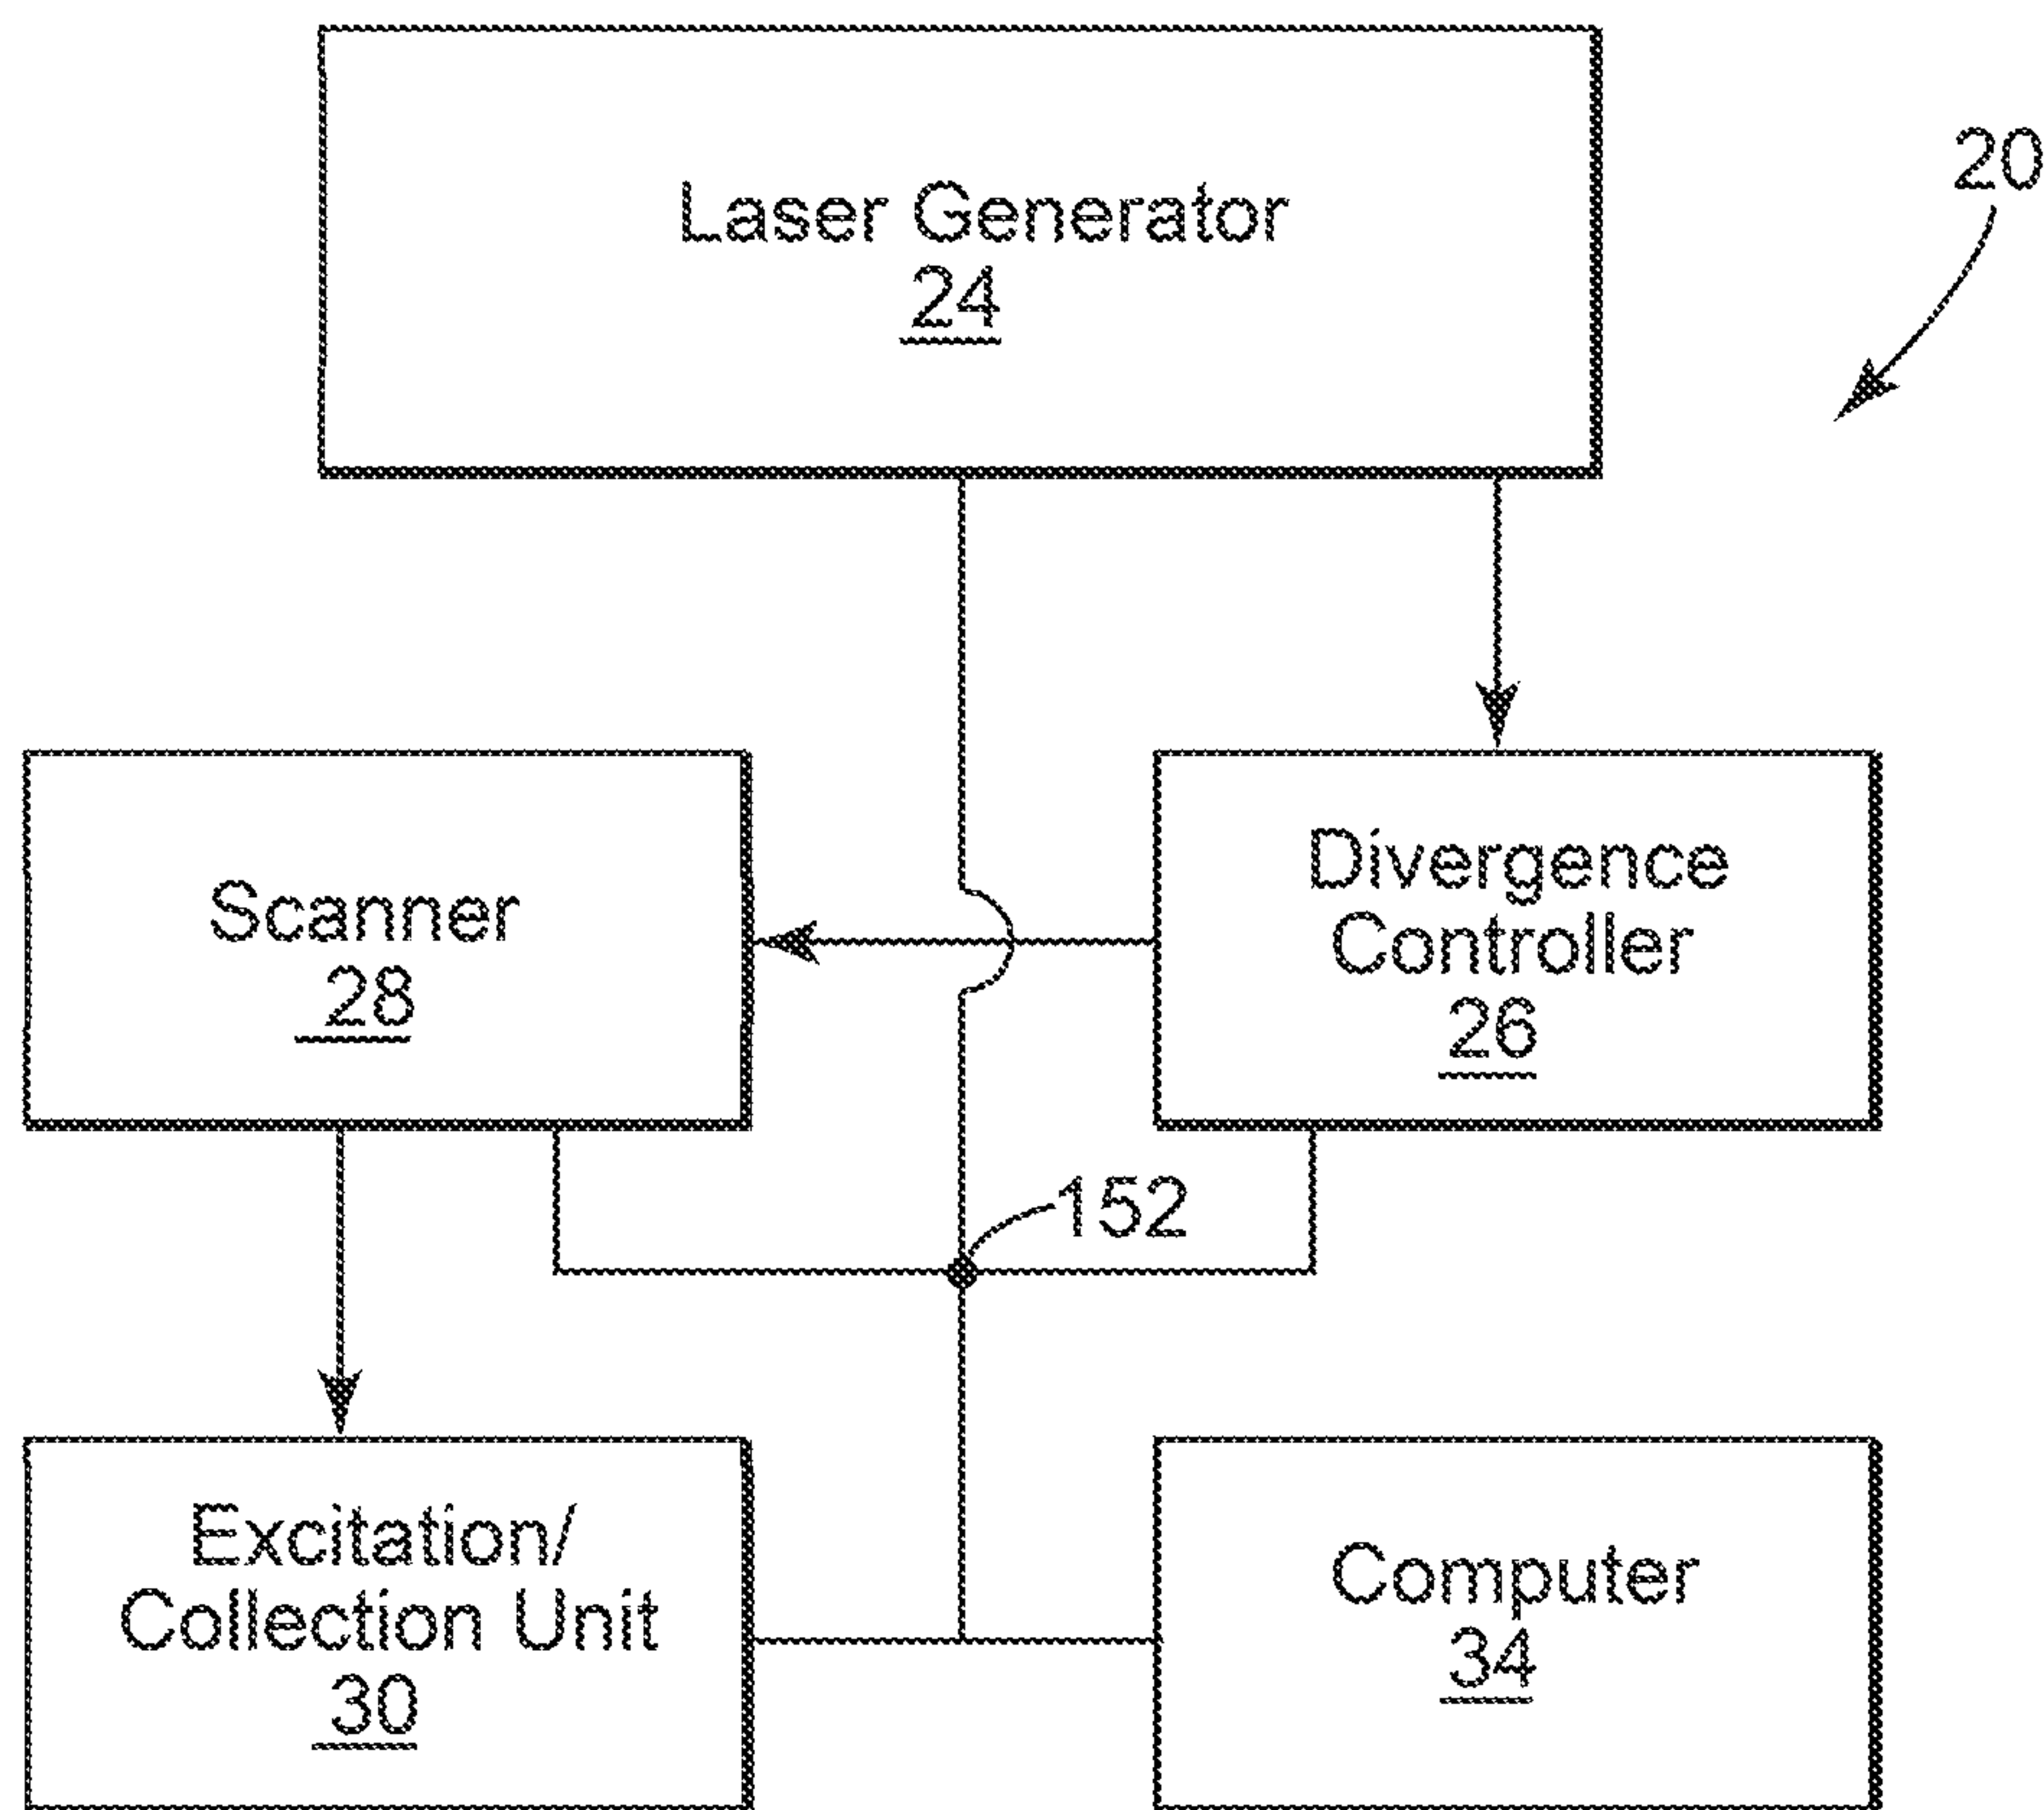 Laser Generator
24
20
Scanner
28
Divergence
Controller
26
152
Excitation/
Collection Unit
30
Computer
34